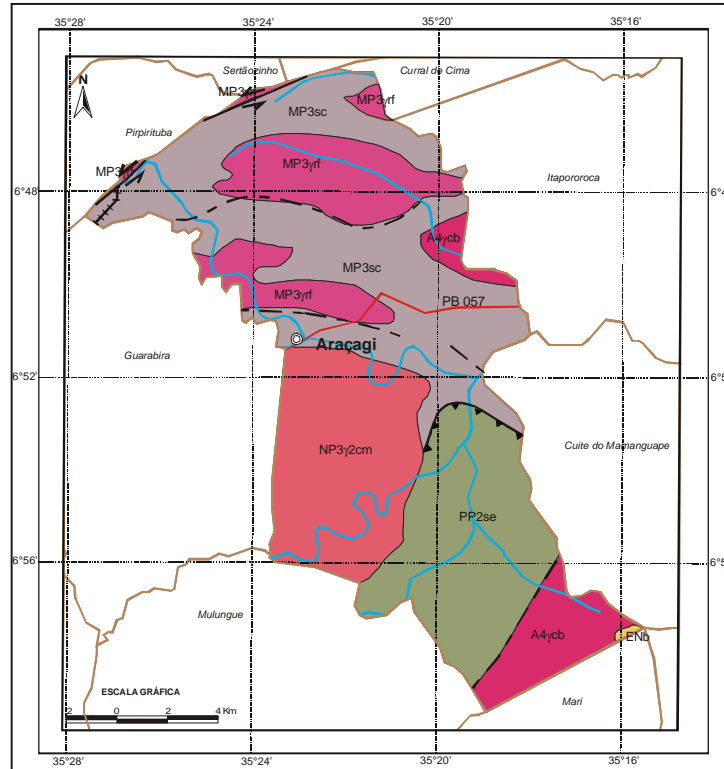 35°28' 35°24' 35°20' 35°16'
Sertãozinho
Curral de Cima
N
MP3γrf
MP3sc
Pirpirituba
MP3γrf
MP3γrf
Itapororoca
6°48'
A4γcb
MP3sc
MP3γrf
PB 057
Araçagi
Guarabira
6°52'
Cuite do Mamanguape
NP3γ2cm
PP2se
6°56'
Mulungue
A4γcb
ENb
ESCALA GRÁFICA
Mari
2 0 2 4 Km
35°28' 35°24' 35°20' 35°16'